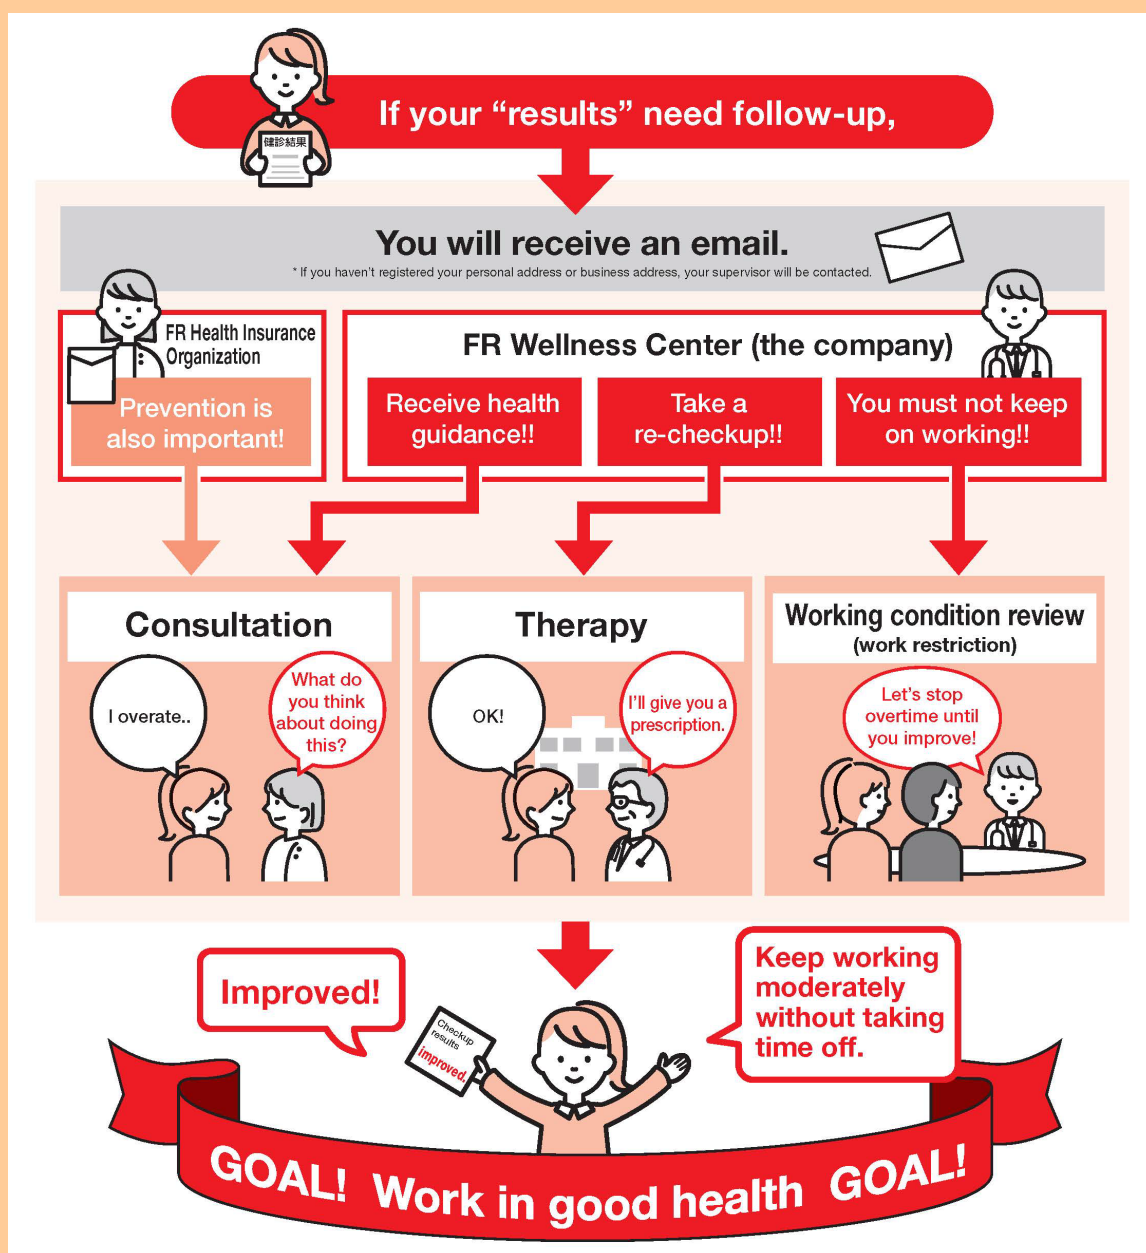 If your “results” need follow-up,
健診結果
You will receive an email.
* If you haven’t registered your personal address or business address, your supervisor will be contacted.
FR Health Insurance
Organization
Prevention is
also important!
FR Wellness Center (the company)
Receive health
guidance!!
Take a
re-checkup!!
You must not keep
on working!!
Consultation
I overate..
What do
you think
about doing
this?
Therapy
OK!
I’ll give you a
prescription.
Working condition review
(work restriction)
Let’s stop
overtime until
you improve!
Improved!
Checkup
results
improved.
Keep working
moderately
without taking
time off.
GOAL! Work in good health GOAL!